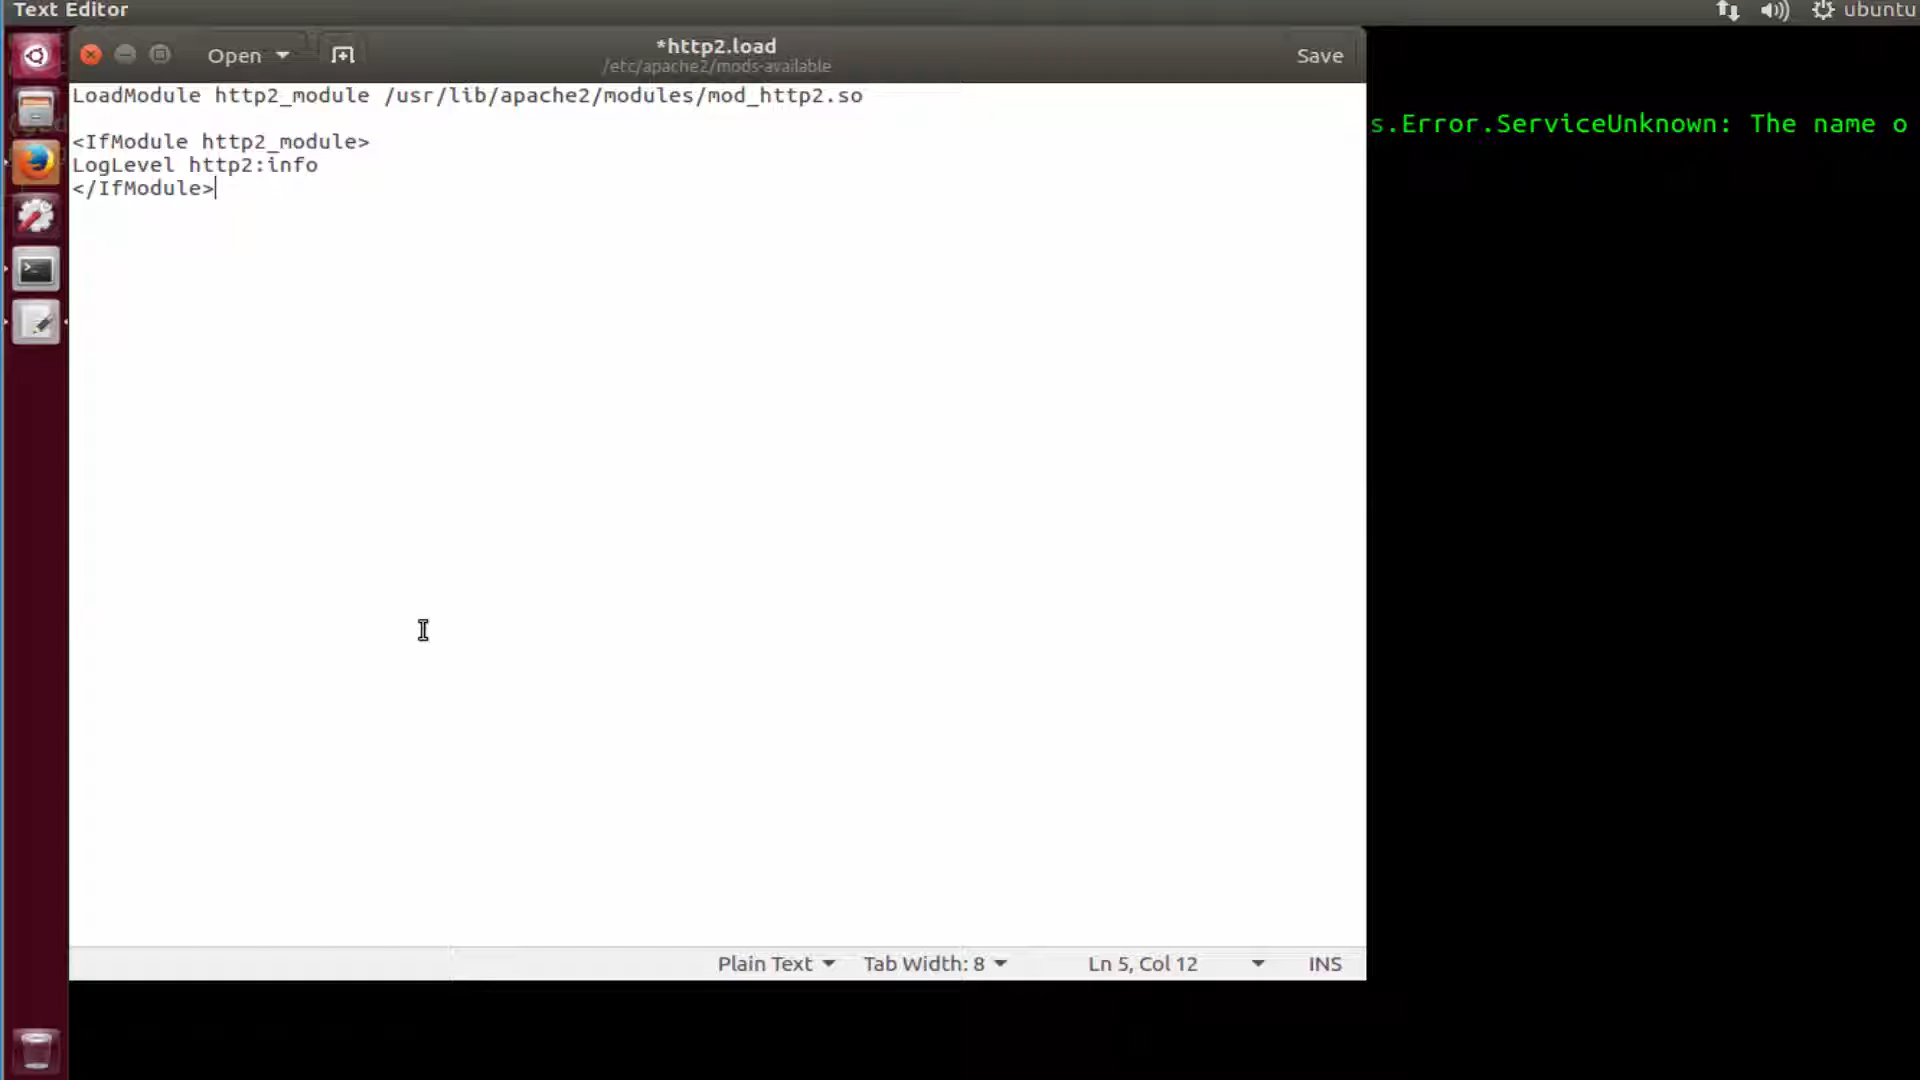 Text Editor
ubuntu
Open
*http2.load
/etc/apache2/mods-available
Save
LoadModule http2_module /usr/lib/apache2/modules/mod_http2.so
<IfModule http2_module>
LogLevel http2:info
</IfModule>
s.Error.ServiceUnknown: The name o
Plain Text
Tab Width: 8
Ln 5, Col 12
INS